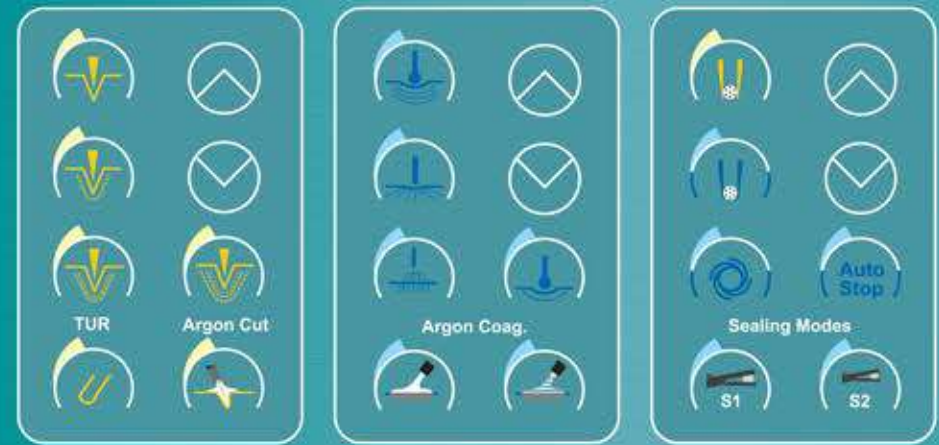 Auto
Stop
TUR
Argon Cut
Argon Coag.
Sealing Modes
S1
S2